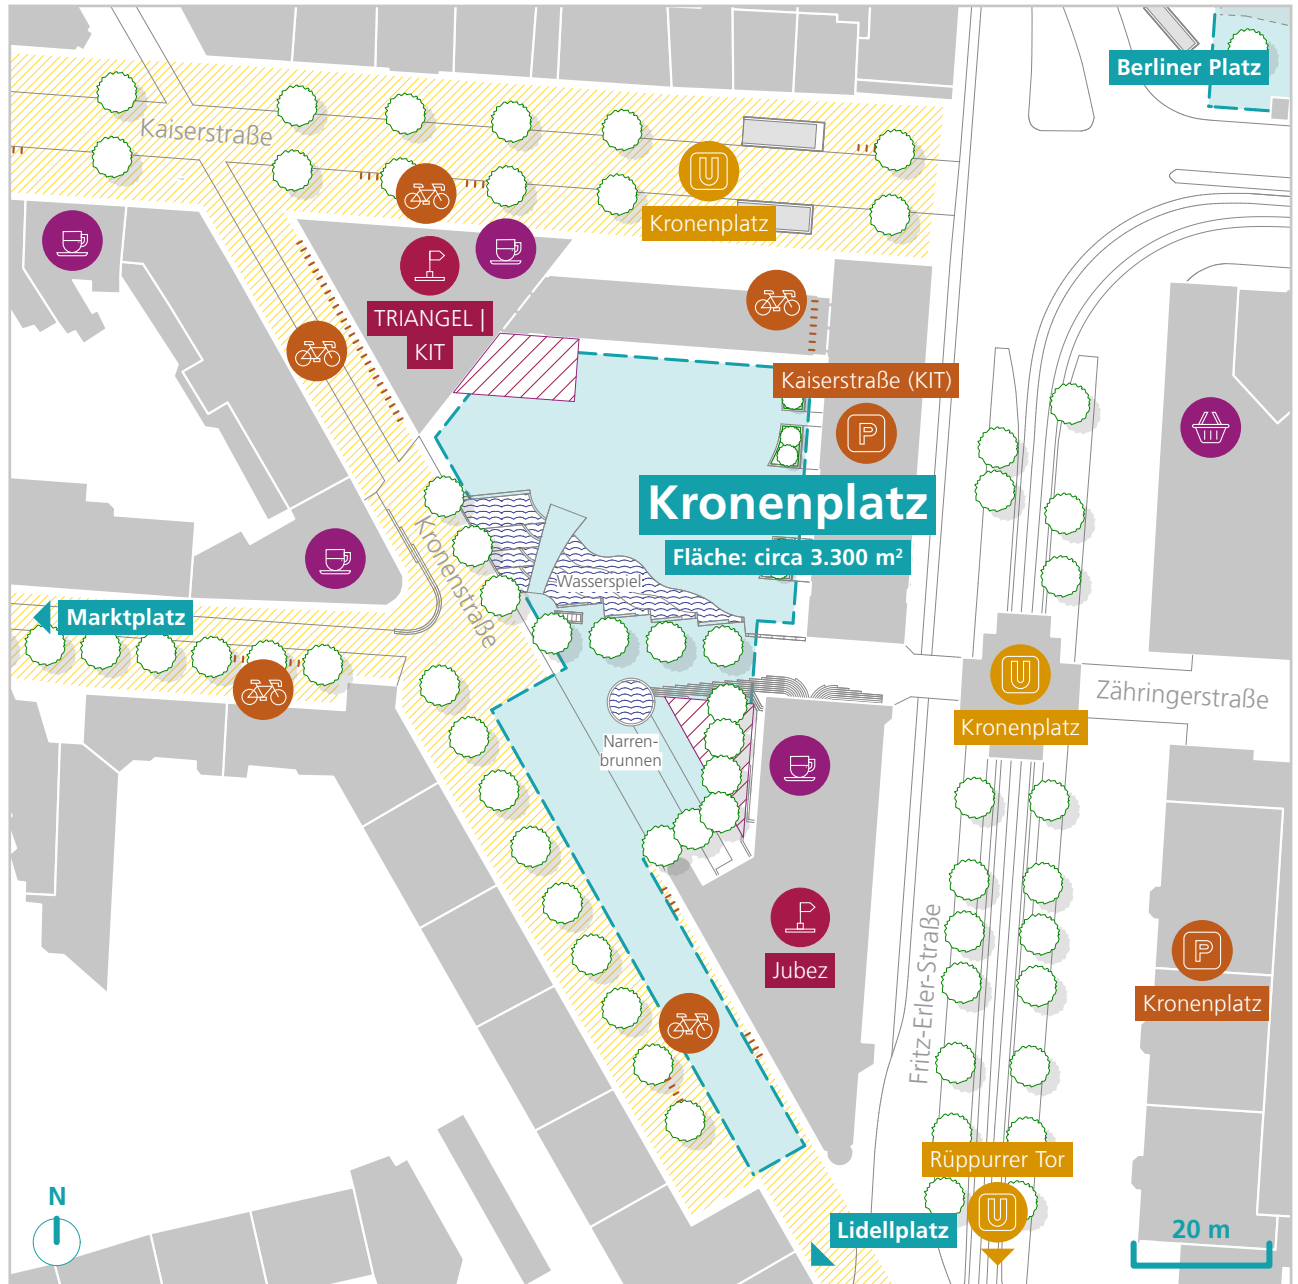 Berliner Platz
Kaiserstraße
U
Kronenplatz
TRIANGEL |
KIT
Kaiserstraße (KIT)
P
Kronenplatz
Fläche: circa 3.300 m²
Kronenstraße
Wasserspiel
Marktplatz
U
Kronenplatz
Zähringerstraße
Narren-
brunnen
Fritz-Erler-Straße
Jubez
P
Kronenplatz
Rüppurrer Tor
U
Lidellplatz
N
20 m